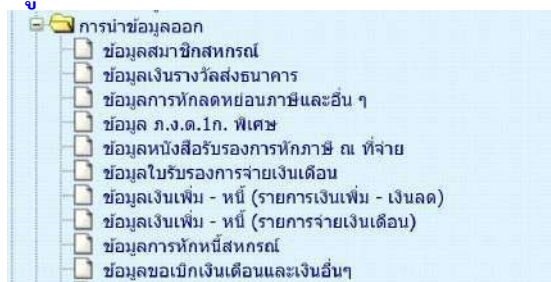 การนำข้อมูลออก
ข้อมูลสมาชิกสหกรณ์
ข้อมูลเงินรางวัลส่งธนาคาร
ข้อมูลการหักลดหย่อนภาษีและอื่น ๆ
ข้อมูล ภ.ง.ด.1ก. พิเศษ
ข้อมูลหนังสือรับรองการหักภาษี ณ ที่จ่าย
ข้อมูลใบรับรองการจ่ายเงินเดือน
ข้อมูลเงินเพิ่ม - หนี้ (รายการเงินเพิ่ม - เงินลด)
ข้อมูลเงินเพิ่ม - หนี้ (รายการจ่ายเงินเดือน)
ข้อมูลการหักหนี้สหกรณ์
ข้อมูลขอเบิกเงินเดือนและเงินอื่นๆ